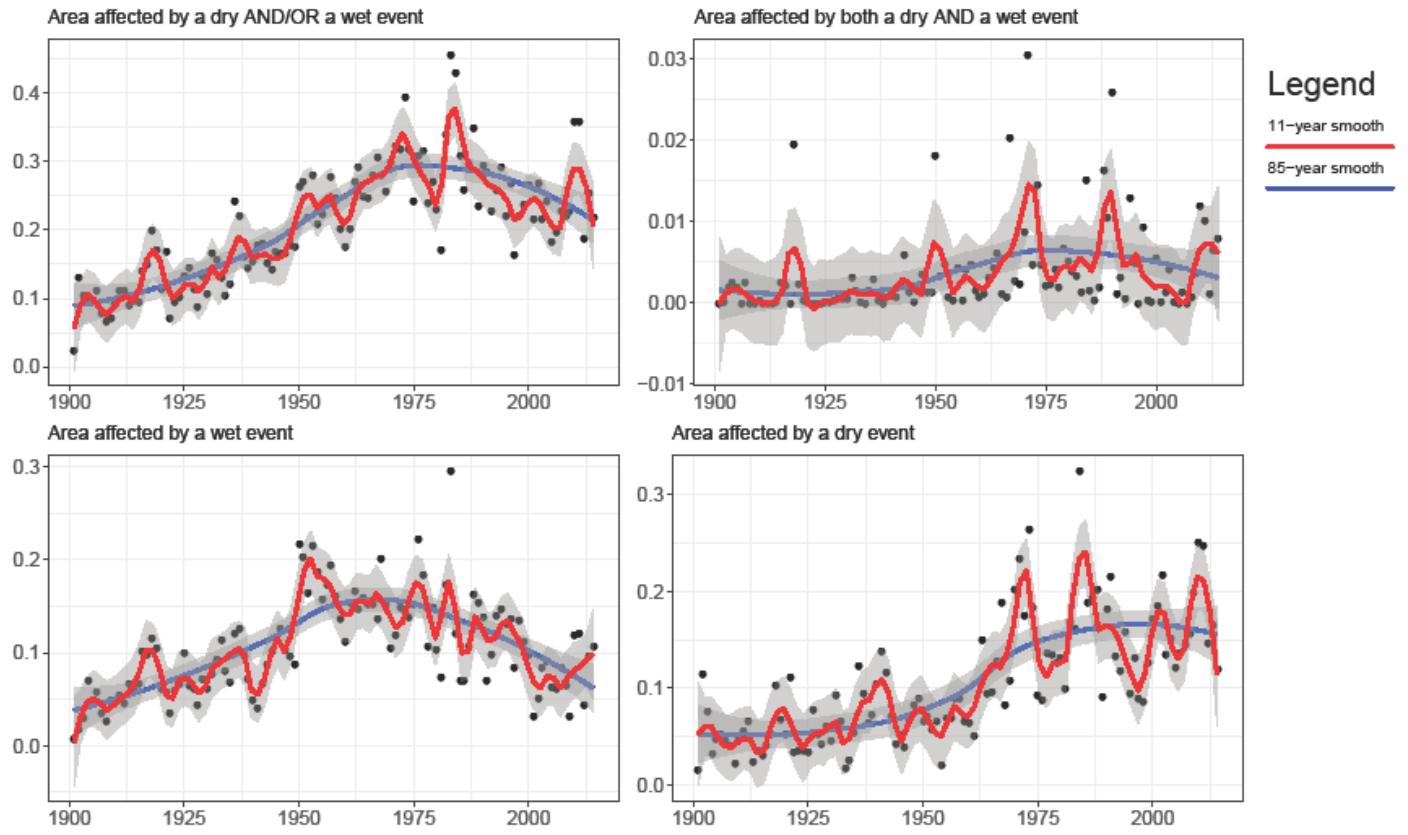 Area affected by a dry AND/OR a wet event
0.4
0.3
0.2
0.1
0.0
1900 1925 1950 1975 2000
Area affected by both a dry AND a wet event
0.03
0.02
0.01
0.00
−0.01
1900 1925 1950 1975 2000
Legend
11−year smooth
85−year smooth
Area affected by a wet event
0.3
0.2
0.1
0.0
1900 1925 1950 1975 2000
Area affected by a dry event
0.3
0.2
0.1
0.0
1900 1925 1950 1975 2000